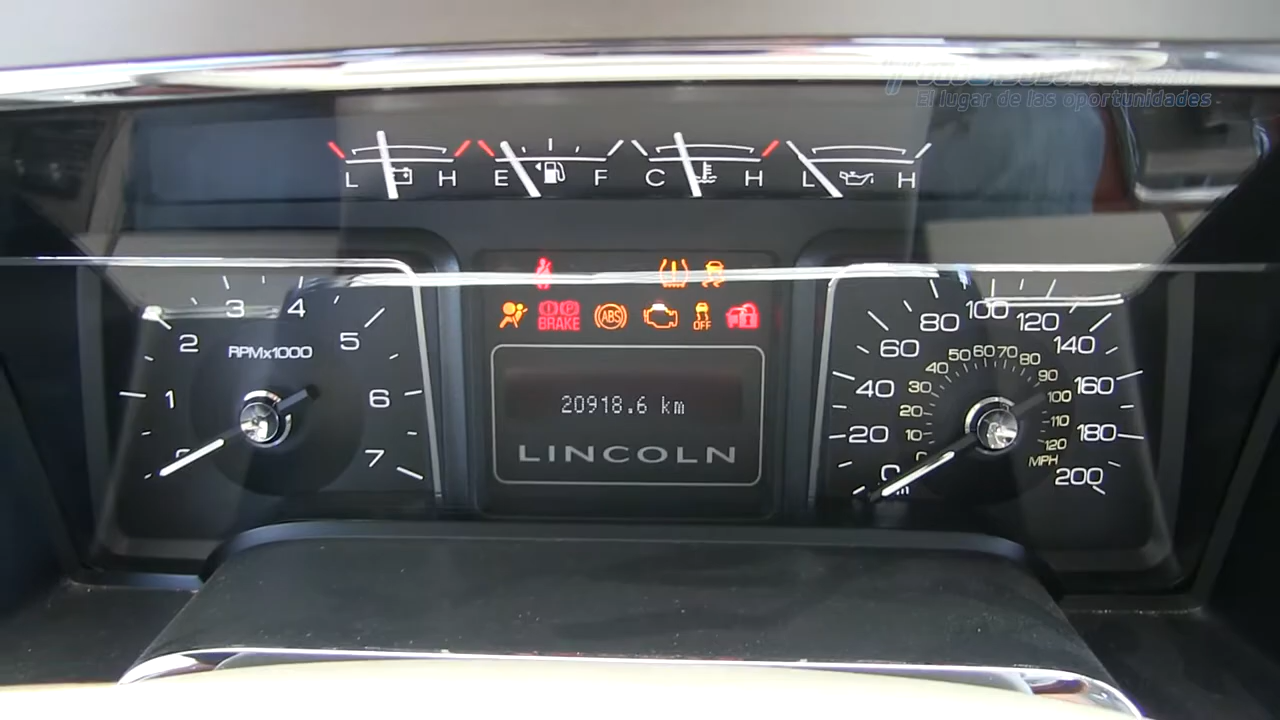 El lugar de las oportunidades
L H E F C H L H
1 2 3 4 5 6 7
RPMx1000
BRAKE
ABS
OFF
20918.6 km
LINCOLN
0 20 40 60 80 100 120 140 160 180 200
10 20 30 40 50 60 70 80 90 100 110 120
MPH